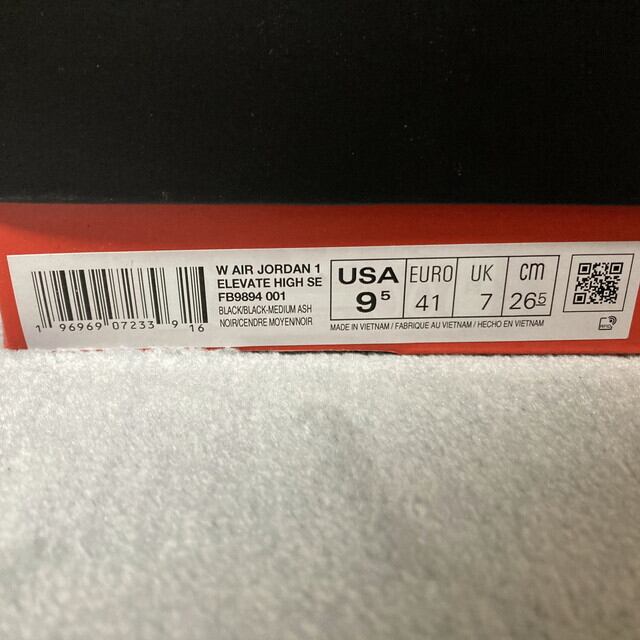 W AIR JORDAN 1
ELEVATE HIGH SE
FB9894 001
BLACK/BLACK-MEDIUM ASH
NOIR/CENDRE MOYEN/NOIR
1 96969 07233 9 16
USA
9⁵
EURO
41
UK
7
cm
26⁵
MADE IN VIETNAM / FABRIQUE AU VIETNAM / HECHO EN VIETNAM